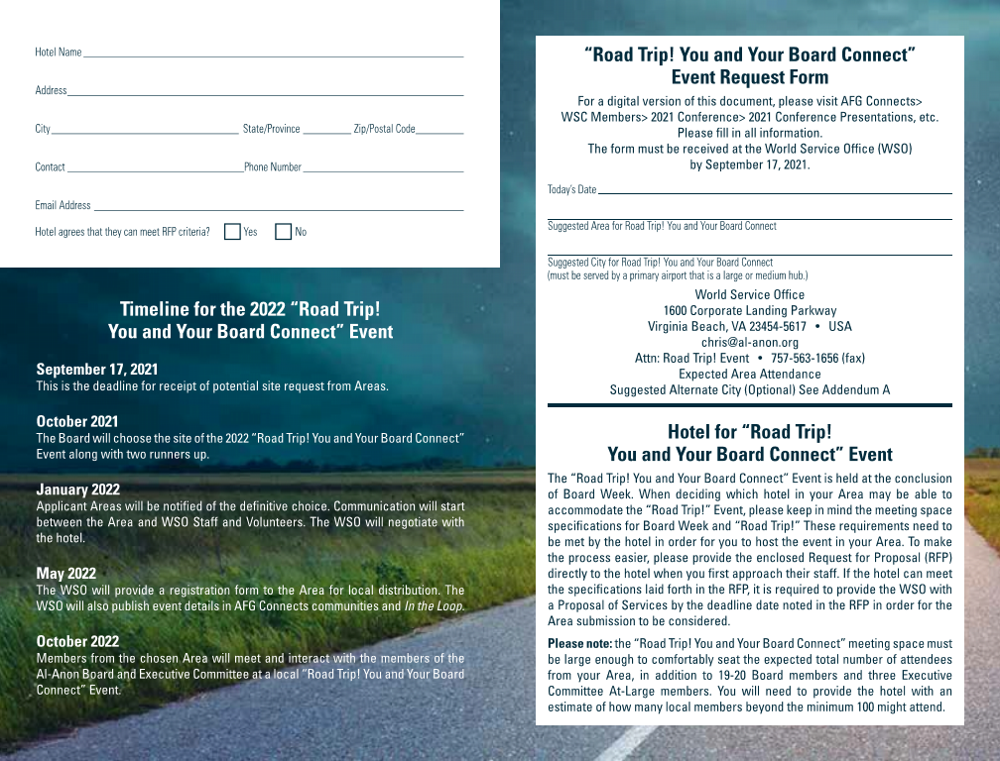 Hotel Name
Address
City State/Province Zip/Postal Code
Contact Phone Number
Email Address
Hotel agrees that they can meet RFP criteria? Yes No
Timeline for the 2022 “Road Trip!
You and Your Board Connect” Event
September 17, 2021
This is the deadline for receipt of potential site request from Areas.
October 2021
The Board will choose the site of the 2022 “Road Trip! You and Your Board Connect”
Event along with two runners up.
January 2022
Applicant Areas will be notified of the definitive choice. Communication will start
between the Area and WSO Staff and Volunteers. The WSO will negotiate with
the hotel.
May 2022
The WSO will provide a registration form to the Area for local distribution. The
WSO will also publish event details in AFG Connects communities and In the Loop.
October 2022
Members from the chosen Area will meet and interact with the members of the
Al-Anon Board and Executive Committee at a local “Road Trip! You and Your Board
Connect” Event.
“Road Trip! You and Your Board Connect”
Event Request Form
For a digital version of this document, please visit AFG Connects>
WSC Members> 2021 Conference> 2021 Conference Presentations, etc.
Please fill in all information.
The form must be received at the World Service Office (WSO)
by September 17, 2021.
Today’s Date
Suggested Area for Road Trip! You and Your Board Connect
Suggested City for Road Trip! You and Your Board Connect
(must be served by a primary airport that is a large or medium hub.)
World Service Office
1600 Corporate Landing Parkway
Virginia Beach, VA 23454-5617 • USA
chris@al-anon.org
Attn: Road Trip! Event • 757-563-1656 (fax)
Expected Area Attendance
Suggested Alternate City (Optional) See Addendum A
Hotel for “Road Trip!
You and Your Board Connect” Event
The “Road Trip! You and Your Board Connect” Event is held at the conclusion
of Board Week. When deciding which hotel in your Area may be able to
accommodate the “Road Trip!” Event, please keep in mind the meeting space
specifications for Board Week and “Road Trip!” These requirements need to
be met by the hotel in order for you to host the event in your Area. To make
the process easier, please provide the enclosed Request for Proposal (RFP)
directly to the hotel when you first approach their staff. If the hotel can meet
the specifications laid forth in the RFP, it is required to provide the WSO with
a Proposal of Services by the deadline date noted in the RFP in order for the
Area submission to be considered.
Please note: the “Road Trip! You and Your Board Connect” meeting space must
be large enough to comfortably seat the expected total number of attendees
from your Area, in addition to 19-20 Board members and three Executive
Committee At-Large members. You will need to provide the hotel with an
estimate of how many local members beyond the minimum 100 might attend.